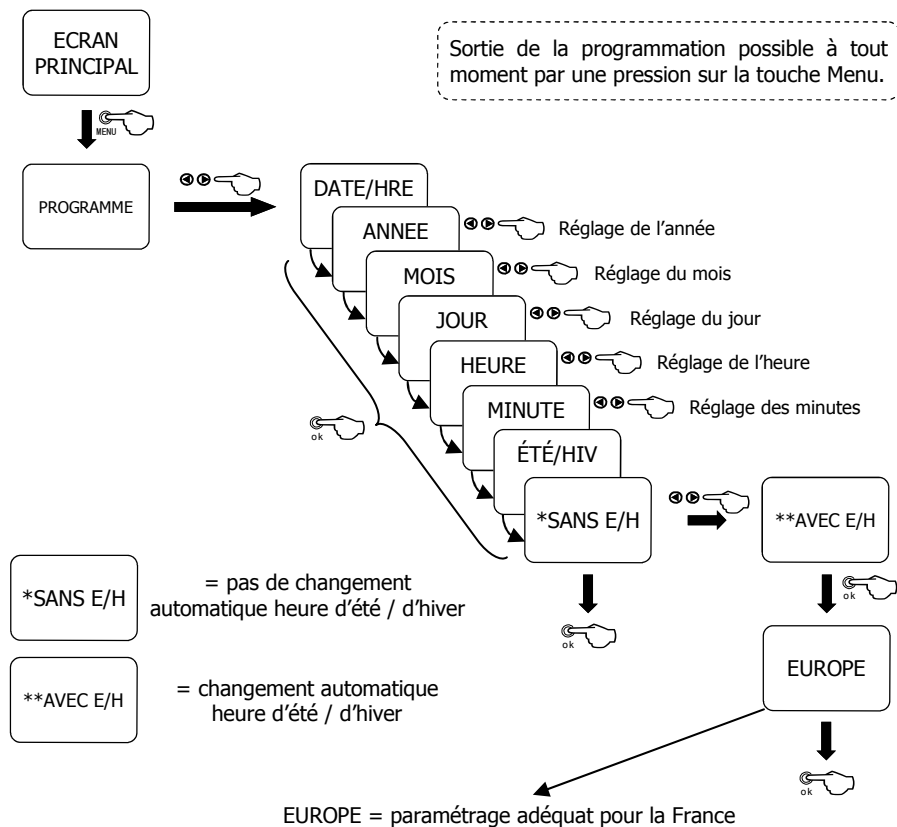 ECRAN
PRINCIPAL
Sortie de la programmation possible à tout
moment par une pression sur la touche Menu.
MENU
PROGRAMME
DATE/HRE
ANNEE
Réglage de l'année
MOIS
Réglage du mois
JOUR
Réglage du jour
HEURE
Réglage de l'heure
MINUTE
Réglage des minutes
ok
ÉTÉ/HIV
*SANS E/H
**AVEC E/H
*SANS E/H
= pas de changement
automatique heure d'été / d'hiver
ok
ok
**AVEC E/H
= changement automatique
heure d'été / d'hiver
EUROPE
ok
EUROPE = paramétrage adéquat pour la France